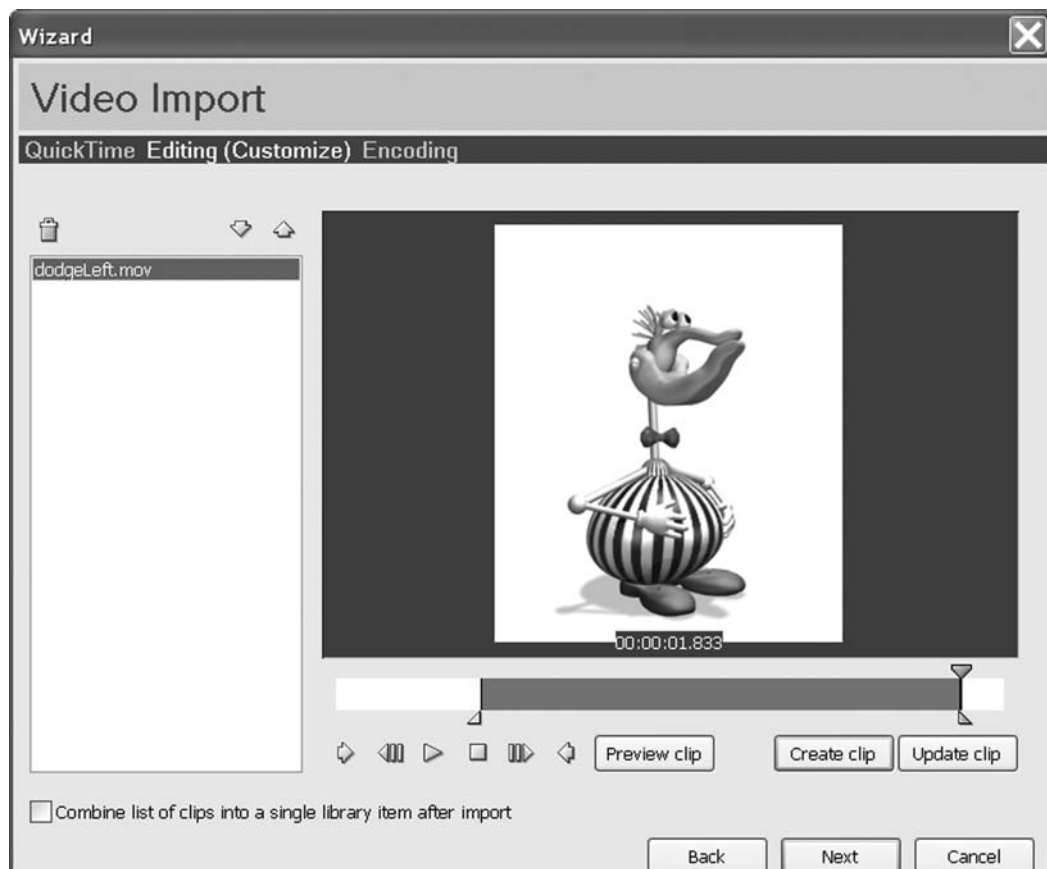 Wizard
Video Import
QuickTime Editing (Customize) Encoding
dodgeLeft.mov
00:00:01.833
Preview clip
Create clip
Update clip
Combine list of clips into a single library item after import
Back
Next
Cancel